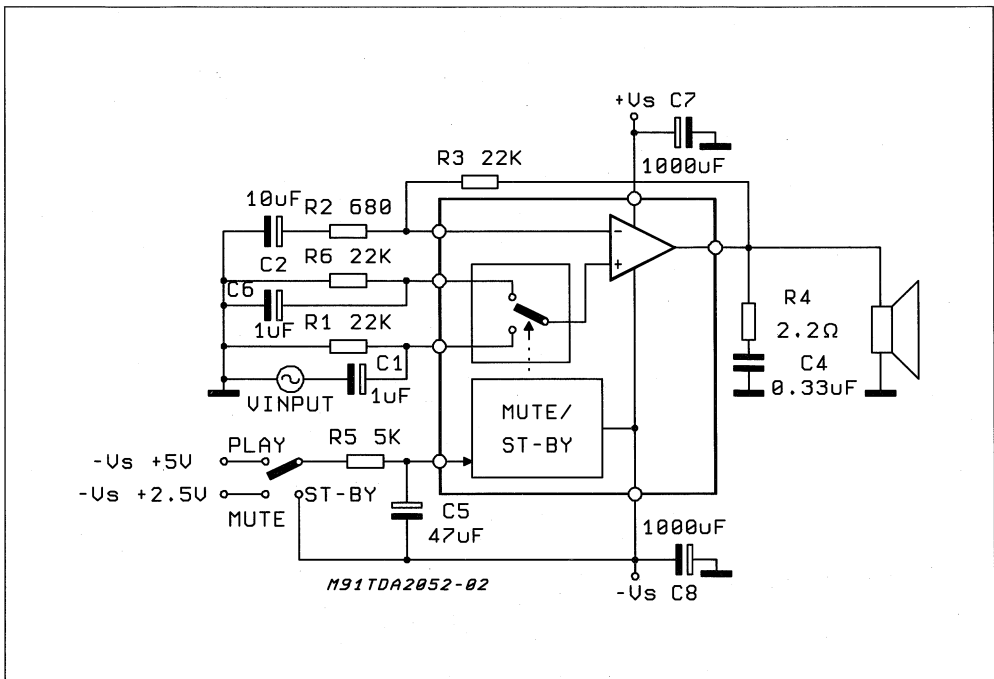 +Vs C7
1000uF
R3 22K
10uF
R2 680
C2
R6 22K
C6
1uF
R1 22K
C1
1uF
VINPUT
-
+
R4
2.2Ω
C4
0.33uF
MUTE/
ST-BY
R5 5K
PLAY
-Vs +5V
-Vs +2.5V
ST-BY
MUTE
C5
47uF
1000uF
-Vs C8
M91TDA2052-02